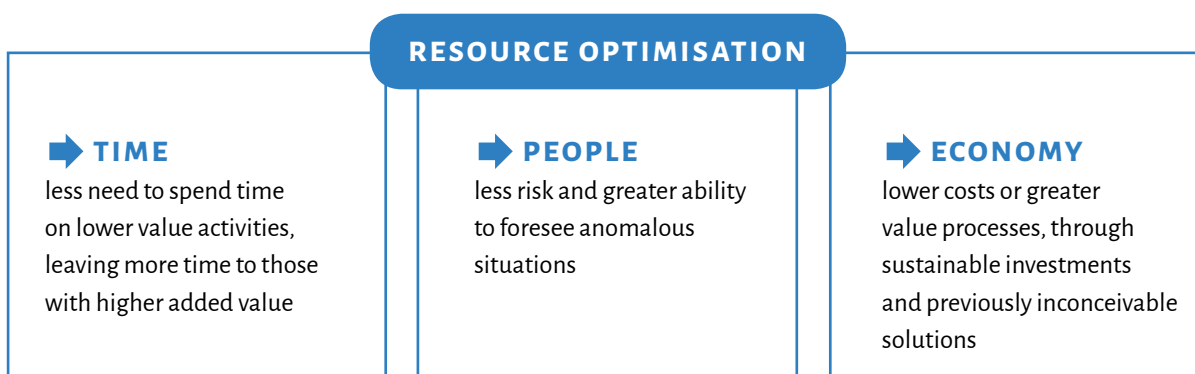 RESOURCE OPTIMISATION
TIME
less need to spend time
on lower value activities,
leaving more time to those
with higher added value
PEOPLE
less risk and greater ability
to foresee anomalous
situations
ECONOMY
lower costs or greater
value processes, through
sustainable investments
and previously inconceivable
solutions